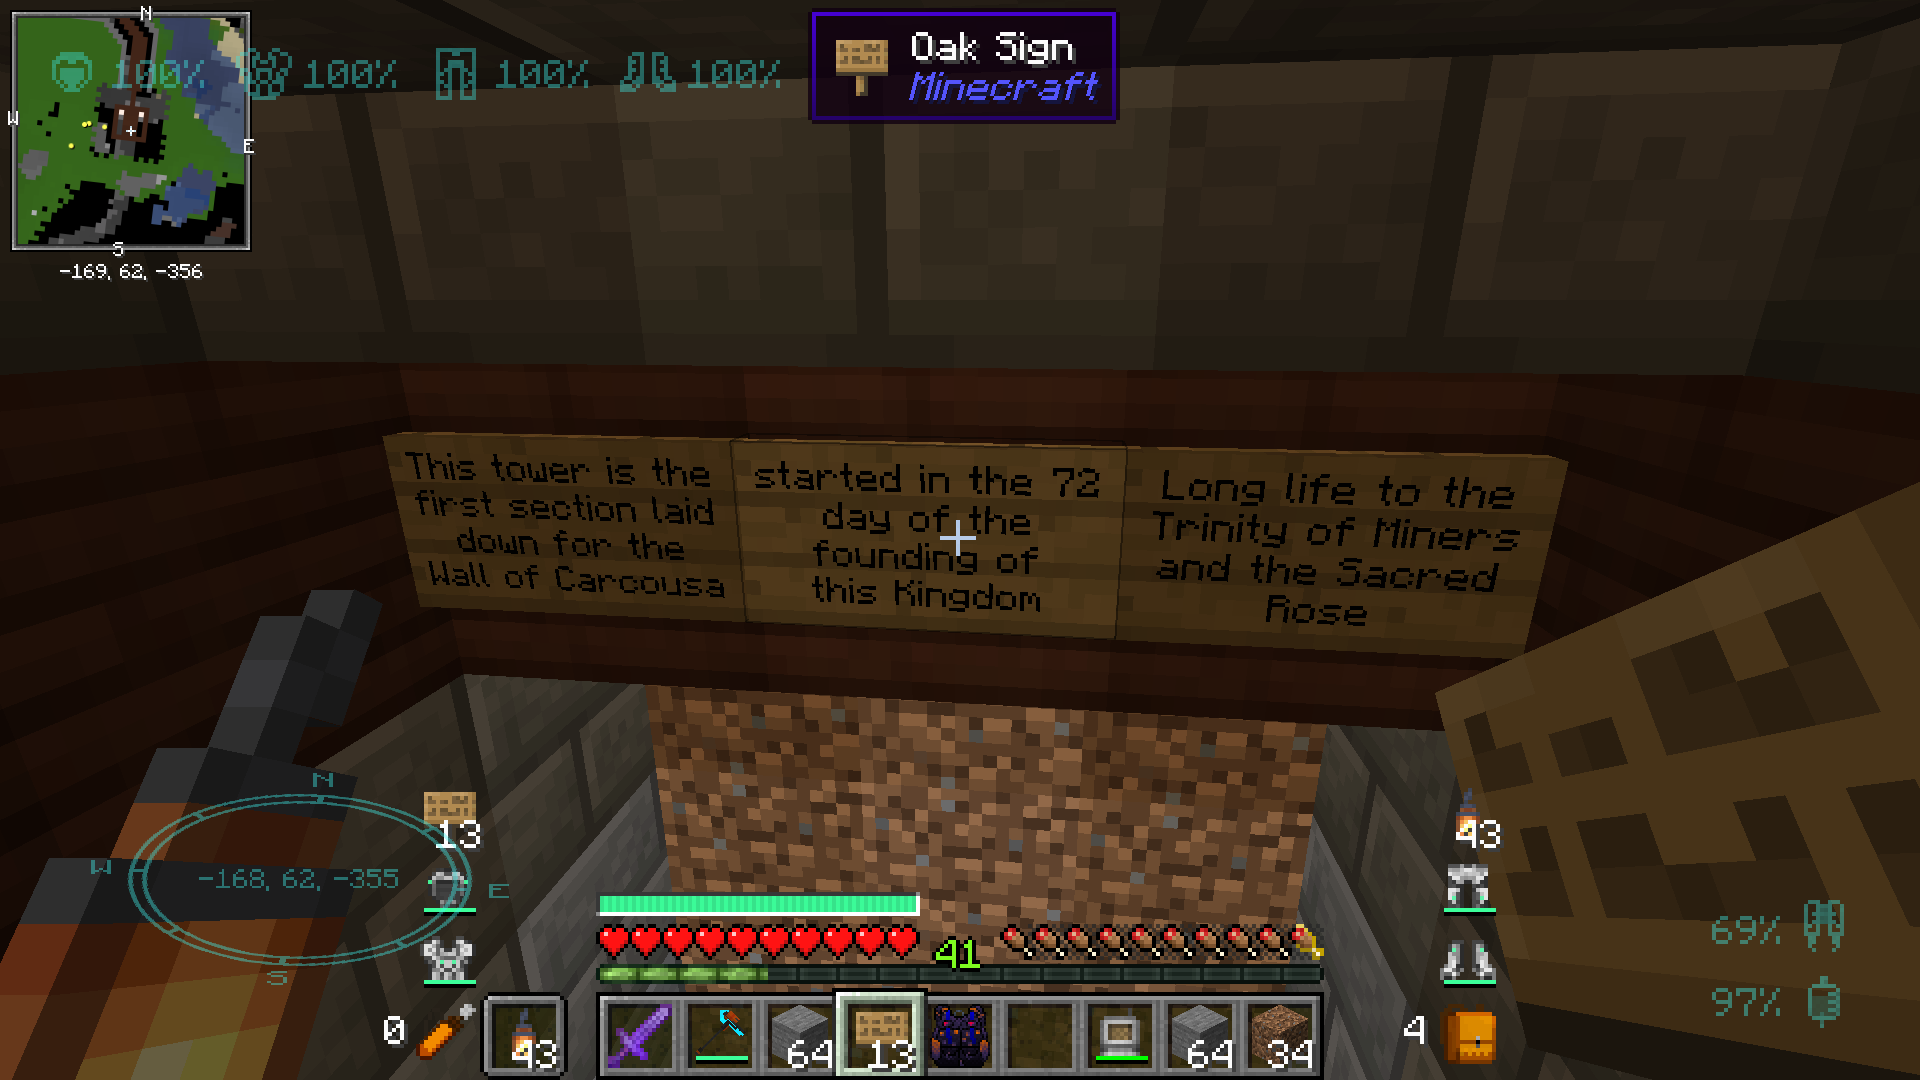 N
100% 100% 100% 100%
Oak Sign
Minecraft
W
E
S
-169, 62, -356
This tower is the
first section laid
down for the
Wall of Carcousa
started in the 72
day of the
founding of
this Kingdom
Long life to the
Trinity of Miners
and the Sacred
Rose
N
W
-168, 62, -355
E
S
13
43
69%
97%
41
0
43
64
13
64
34
4